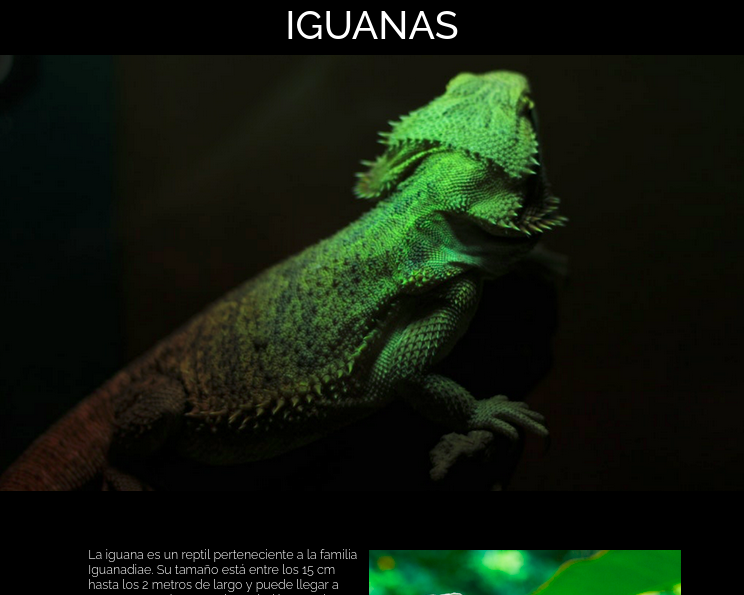 IGUANAS
La iguana es un reptil perteneciente a la familia
Iguanadiae. Su tamaño está entre los 15 cm
hasta los 2 metros de largo y puede llegar a